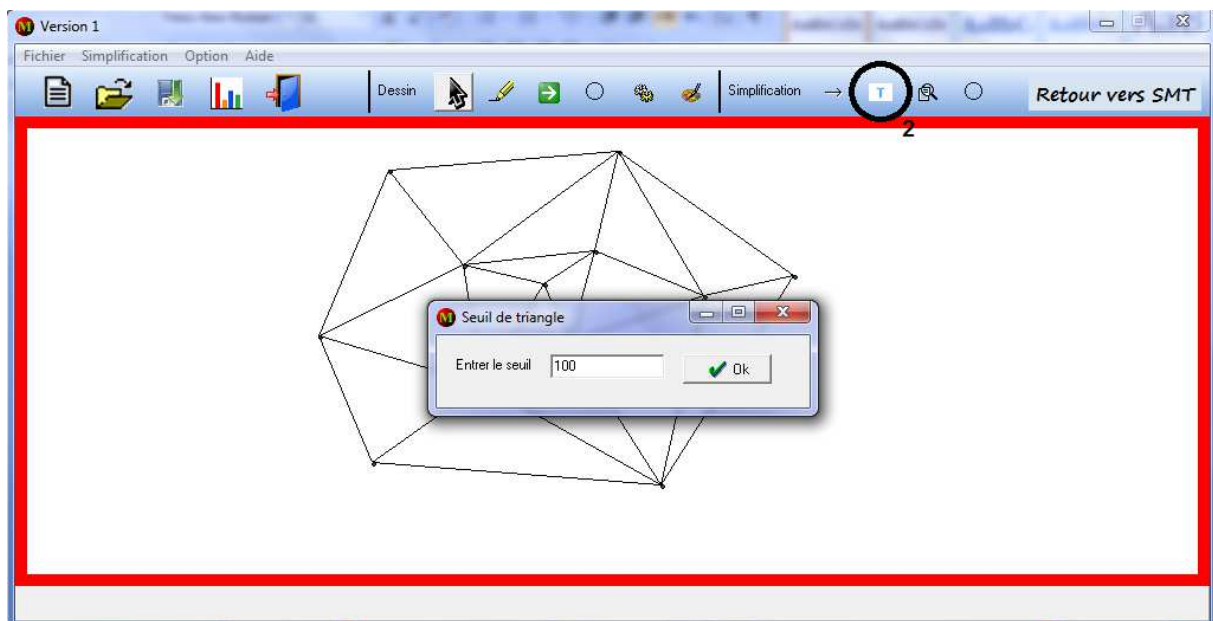 Version 1
Fichier Simplification Option Aide
Dessin Simplification → T Retour vers SMT
2
Seuil de triangle
Entrer le seuil 100 Ok